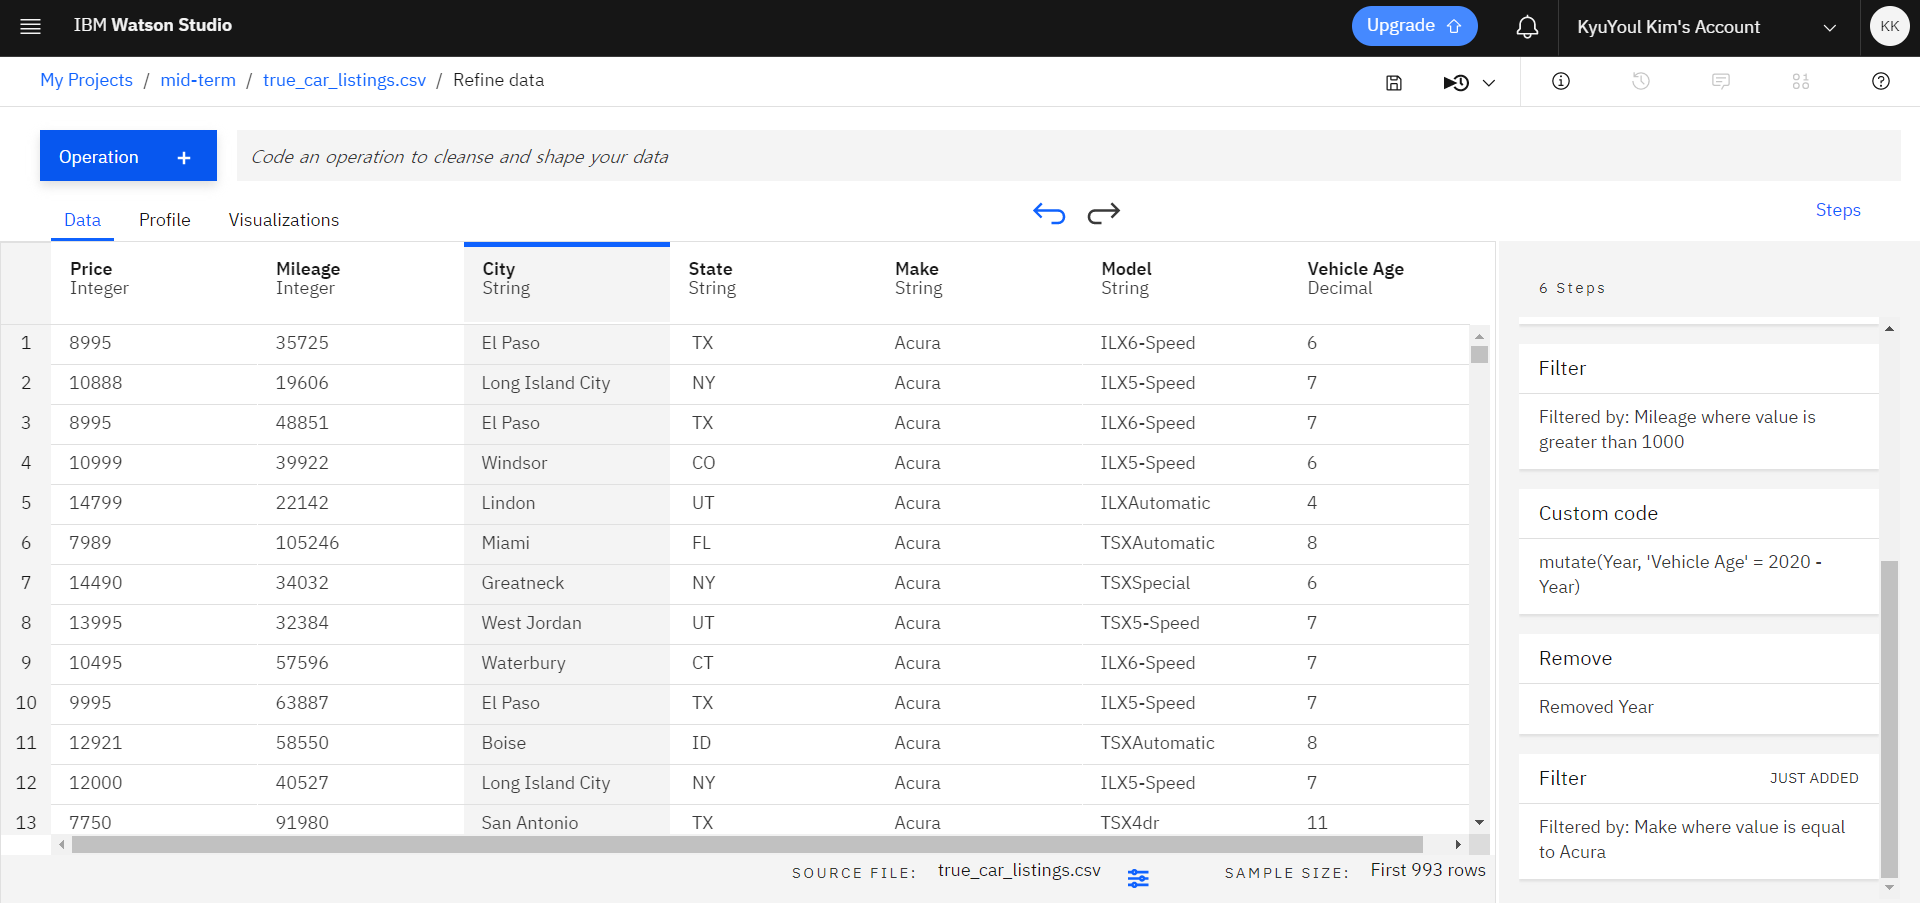 IBM Watson Studio
Upgrade
KyuYoul Kim's Account
KK
My Projects / mid-term / true_car_listings.csv / Refine data
Operation +
Code an operation to cleanse and shape your data
Data Profile Visualizations
Steps
Price Mileage City State Make Model Vehicle Age
Integer Integer String String String String Decimal
1 8995 35725 El Paso TX Acura ILX6-Speed 6
2 10888 19606 Long Island City NY Acura ILX5-Speed 7
3 8995 48851 El Paso TX Acura ILX6-Speed 7
4 10999 39922 Windsor CO Acura ILX5-Speed 6
5 14799 22142 Lindon UT Acura ILXAutomatic 4
6 7989 105246 Miami FL Acura TSXAutomatic 8
7 14490 34032 Greatneck NY Acura TSXSpecial 6
8 13995 32384 West Jordan UT Acura TSX5-Speed 7
9 10495 57596 Waterbury CT Acura ILX6-Speed 7
10 9995 63887 El Paso TX Acura ILX5-Speed 7
11 12921 58550 Boise ID Acura TSXAutomatic 8
12 12000 40527 Long Island City NY Acura ILX5-Speed 7
13 7750 91980 San Antonio TX Acura TSX4dr 11
SOURCE FILE: true_car_listings.csv
SAMPLE SIZE: First 993 rows
6 Steps
Filter
Filtered by: Mileage where value is
greater than 1000
Custom code
mutate(Year, 'Vehicle Age' = 2020 -
Year)
Remove
Removed Year
Filter JUST ADDED
Filtered by: Make where value is equal
to Acura